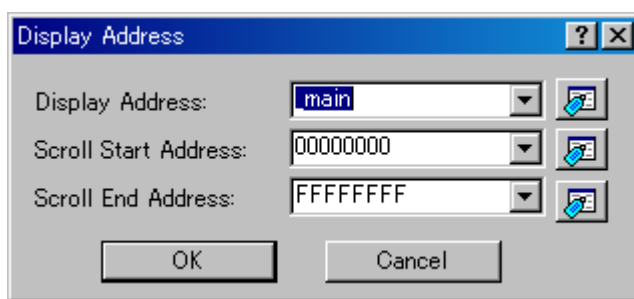 Display Address
Display Address: _main
Scroll Start Address: 00000000
Scroll End Address: FFFFFFFF
OK Cancel